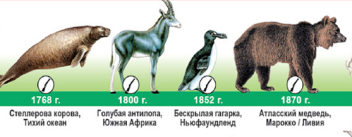 1768 г. 1800 г. 1852 г. 1870 г.
Стеллерова корова, Голубая антилопа, Бескрылая гагарка, Атласский медведь,
Тихий океан Южная Африка Ньюфаундленд Марокко / Ливия